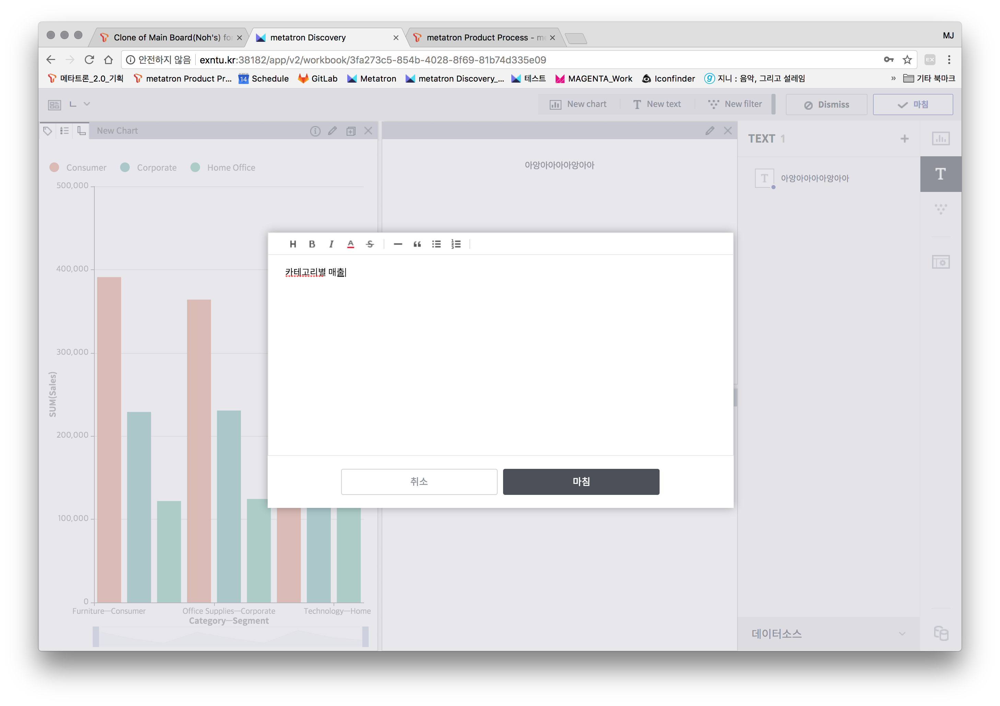 Clone of Main Board(Noh's) for
metatron Discovery
metatron Product Process - me
MJ
안전하지 않음
exntu.kr:38182/app/v2/workbook/3fa273c5-854b-4028-8f69-81b74d335e09
EX
메타트론_2.0_기획
metatron Product Pr...
14
Schedule
GitLab
Metatron
metatron Discovery_...
테스트
MAGENTA_Work
Iconfinder
지니 : 음악, 그리고 설레임
»
기타 북마크
New chart
T New text
New filter
Dismiss
마침
New Chart
TEXT 1
Consumer
Corporate
Home Office
아앙아아아아앙아아
T
아앙아아아아앙아아
T
500,000
400,000
300,000
200,000
100,000
0
SUM(Sales)
H B I A S
카테고리별 매출
취소
마침
Furniture—Consumer
Office Supplies—Corporate
Technology—Home
Category—Segment
데이터소스